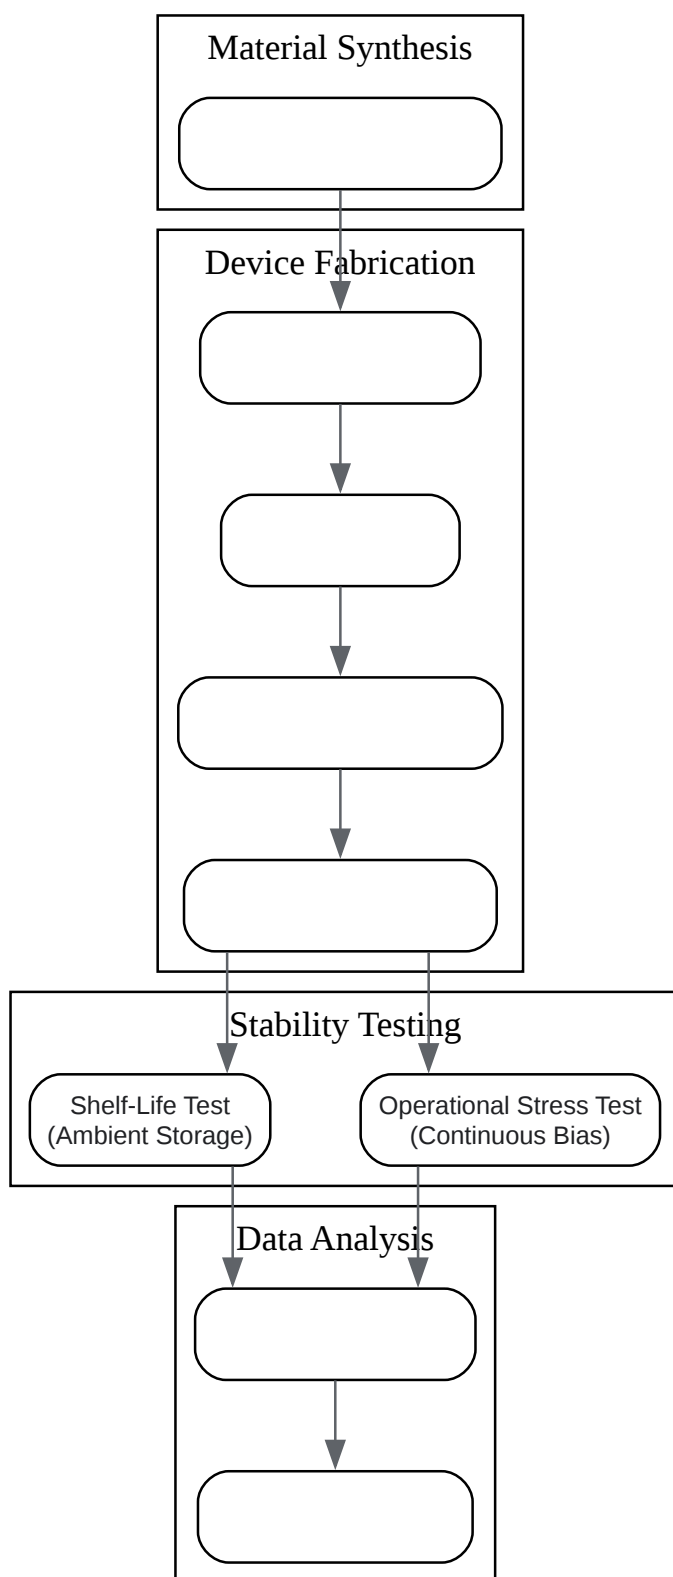 Material Synthesis
Device Fabrication
Stability Testing
Shelf-Life Test
(Ambient Storage)
Operational Stress Test
(Continuous Bias)
Data Analysis